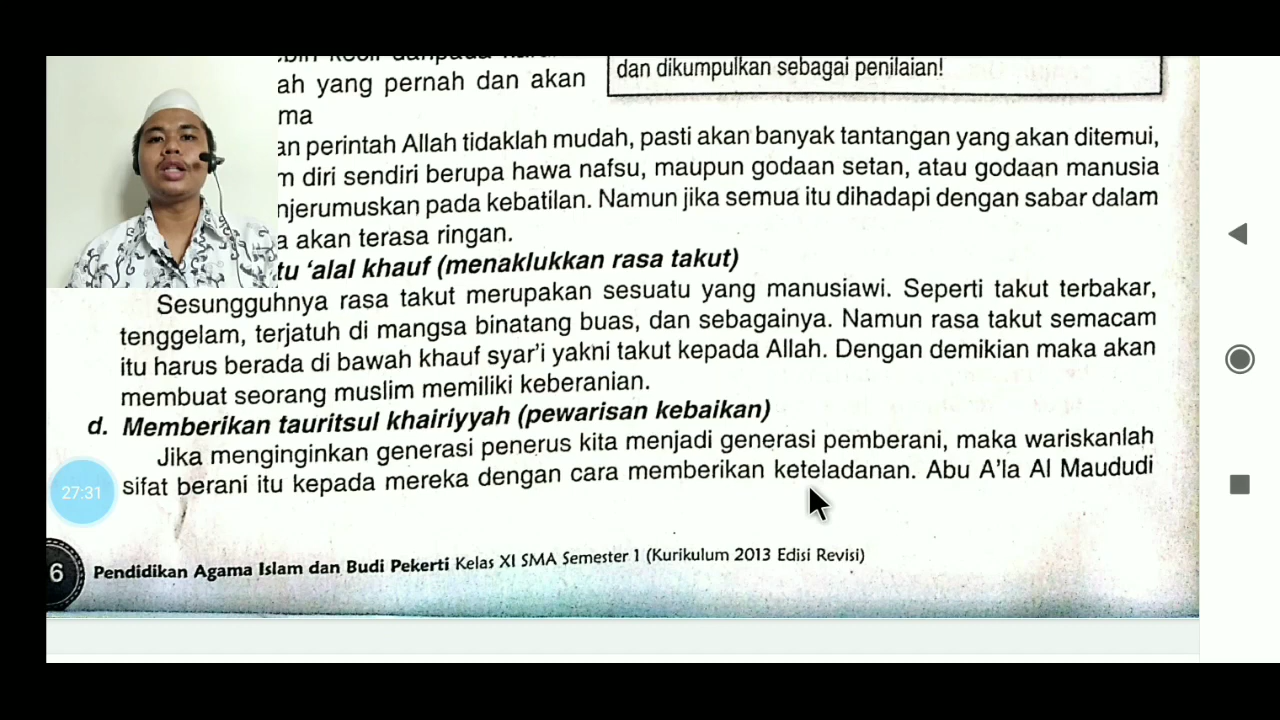 dan dikumpulkan sebagai penilaian!
ah yang pernah dan akan
ma
an perintah Allah tidaklah mudah, pasti akan banyak tantangan yang akan ditemui,
m diri sendiri berupa hawa nafsu, maupun godaan setan, atau godaan manusia
njerumuskan pada kebatilan. Namun jika semua itu dihadapi dengan sabar dalam
a akan terasa ringan.
tu 'alal khauf (menaklukkan rasa takut)
Sesungguhnya rasa takut merupakan sesuatu yang manusiawi. Seperti takut terbakar,
tenggelam, terjatuh di mangsa binatang buas, dan sebagainya. Namun rasa takut semacam
itu harus berada di bawah khauf syar'i yakni takut kepada Allah. Dengan demikian maka akan
membuat seorang muslim memiliki keberanian.
d. Memberikan tauritsul khairiyyah (pewarisan kebaikan)
Jika menginginkan generasi penerus kita menjadi generasi pemberani, maka wariskanlah
sifat berani itu kepada mereka dengan cara memberikan keteladanan. Abu A'la Al Maududi
27:31
6 Pendidikan Agama Islam dan Budi Pekerti Kelas XI SMA Semester 1 (Kurikulum 2013 Edisi Revisi)